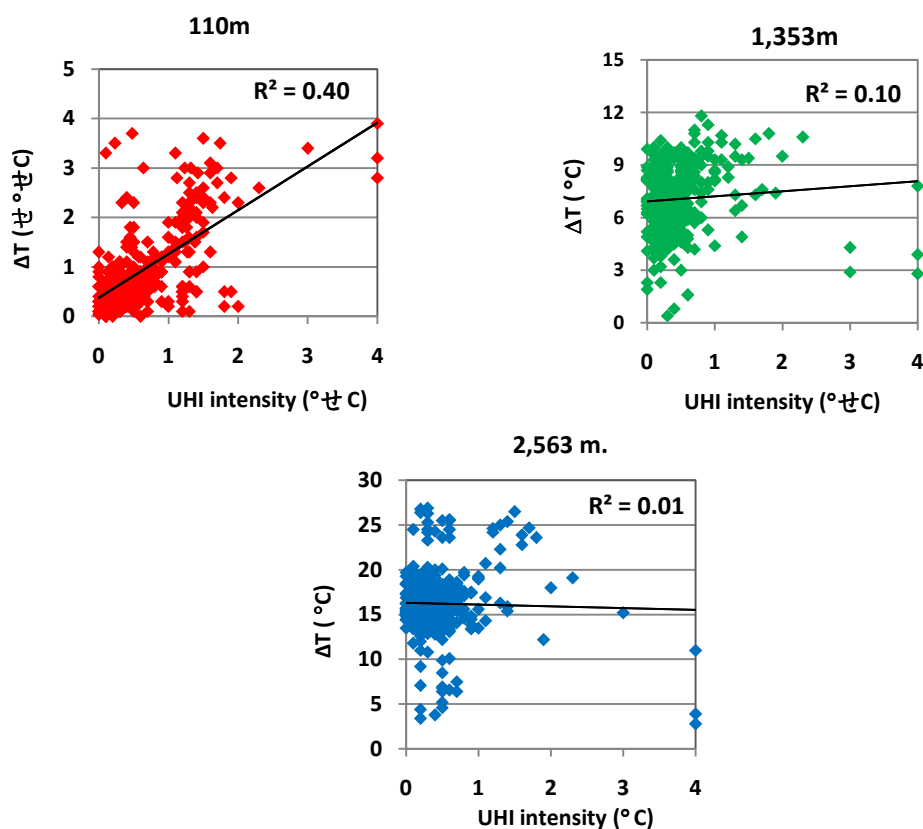 110m
5
4
3
2
1
0
ΔT (せ °せ C)
R² = 0.40
0 1 2 3 4
UHI intensity (°せ C)
1,353m
15
12
9
6
3
0
ΔT ( °C)
R² = 0.10
0 1 2 3 4
UHI intensity (°せC)
2,563 m.
30
25
20
15
10
5
0
ΔT ( °C)
R² = 0.01
0 1 2 3 4
UHI intensity (° C)